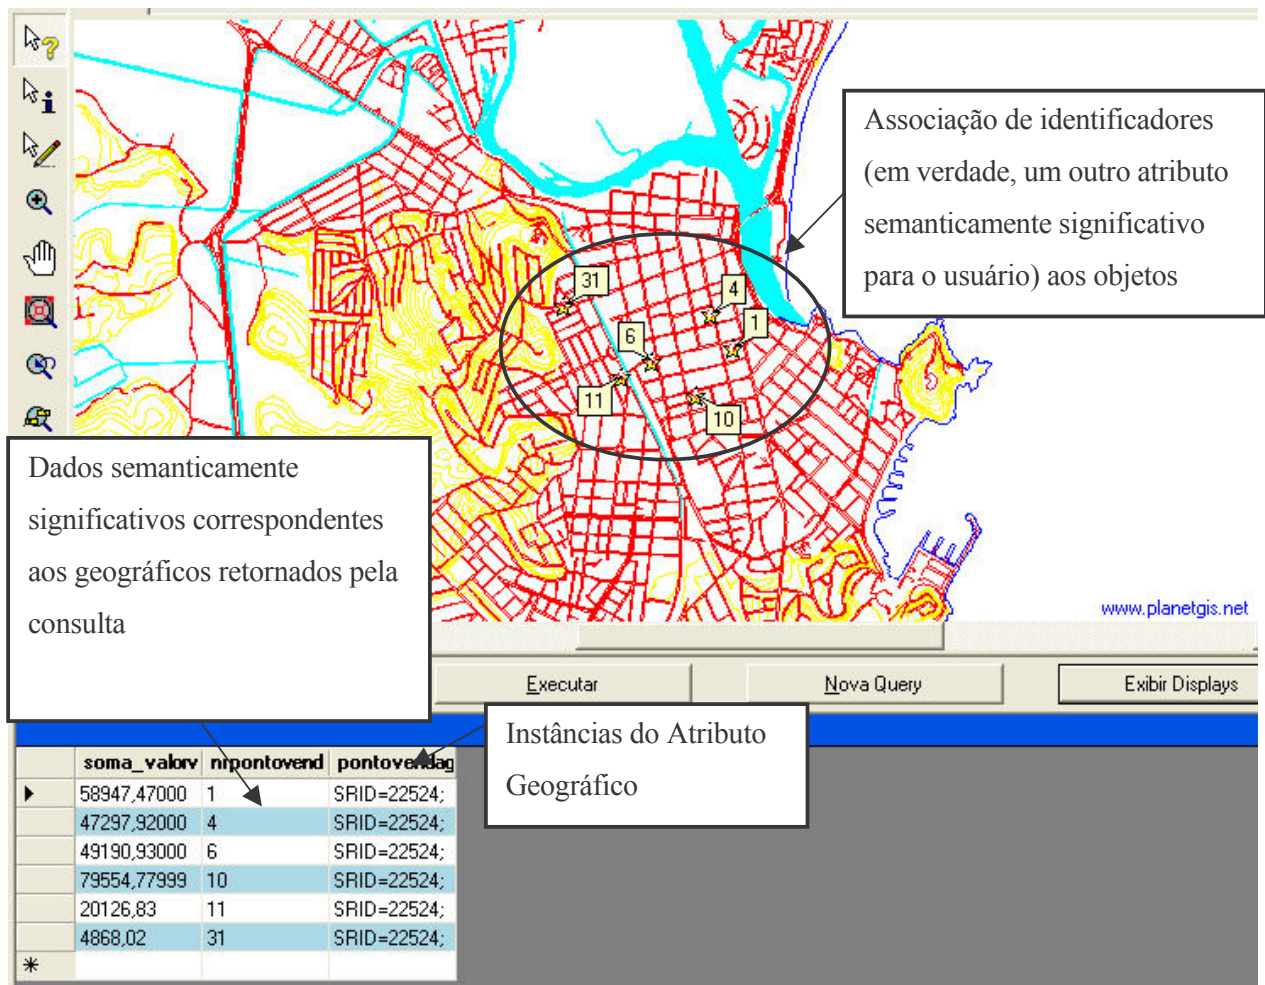 Associação de identificadores
(em verdade, um outro atributo
semanticamente significativo
para o usuário) aos objetos
31
4
1
6
11
10
Dados semanticamente
significativos correspondentes
aos geográficos retornados pela
consulta
www.planetgis.net
Executar
Nova Query
Exibir Displays
Instâncias do Atributo
Geográfico
soma_valorv nrpontovend pontovendag
58947,47000 1 SRID=22524;
47297,92000 4 SRID=22524;
49190,93000 6 SRID=22524;
79554,77999 10 SRID=22524;
20126,83 11 SRID=22524;
4868,02 31 SRID=22524;